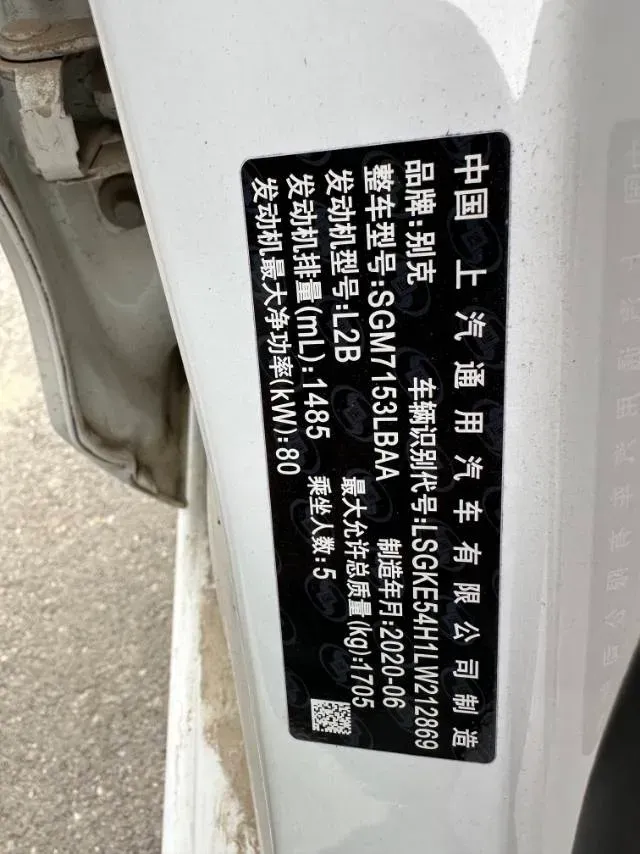 中国 上汽通用汽车有限公司制造
品牌:别克 车辆识别代号:LSGKE54H1LW212869
整车型号:SGM7153LBAA 制造年月:2020-06
发动机型号:L2B 最大允许总质量(kg):1705
发动机排量(mL):1485 乘坐人数:5
发动机最大净功率(kW):80